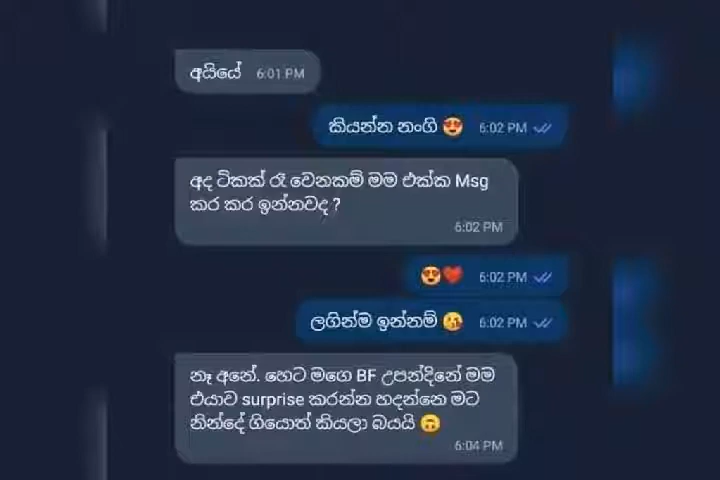 අයියේ 6:01 PM
කියන්න නංගි 😍 6:02 PM
අද ටිකක් රෑ වෙනකම් මම එක්ක Msg
කර කර ඉන්නවද ?
6:02 PM
😍❤️ 6:02 PM
ලගින්ම ඉන්නම් 😘 6:02 PM
නෑ අනේ. හෙට මගෙ BF උපන්දිනේ මම
එයාව surprise කරන්න හදන්නෙ මට
නින්දේ ගියොත් කියලා බයයි 🙃
6:04 PM